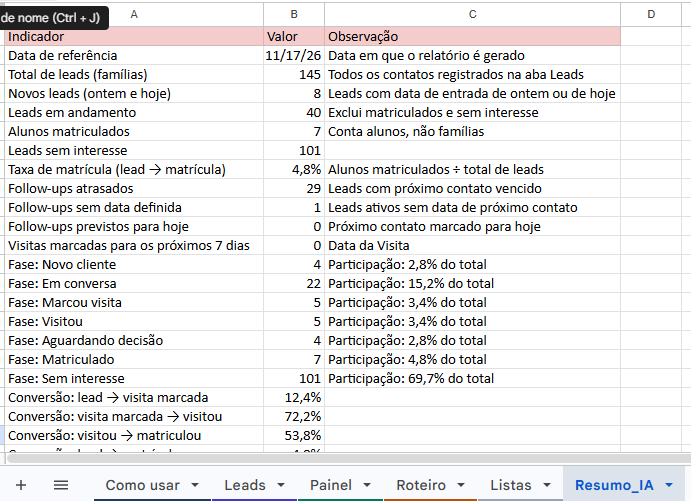 de nome (Ctrl + J)
A B C D
Indicador Valor Observação
Data de referência 11/17/26 Data em que o relatório é gerado
Total de leads (famílias) 145 Todos os contatos registrados na aba Leads
Novos leads (ontem e hoje) 8 Leads com data de entrada de ontem ou de hoje
Leads em andamento 40 Exclui matriculados e sem interesse
Alunos matriculados 7 Conta alunos, não famílias
Leads sem interesse 101
Taxa de matrícula (lead → matrícula) 4,8% Alunos matriculados ÷ total de leads
Follow-ups atrasados 29 Leads com próximo contato vencido
Follow-ups sem data definida 1 Leads ativos sem data de próximo contato
Follow-ups previstos para hoje 0 Próximo contato marcado para hoje
Visitas marcadas para os próximos 7 dias 0 Data da Visita
Fase: Novo cliente 4 Participação: 2,8% do total
Fase: Em conversa 22 Participação: 15,2% do total
Fase: Marcou visita 5 Participação: 3,4% do total
Fase: Visitou 5 Participação: 3,4% do total
Fase: Aguardando decisão 4 Participação: 2,8% do total
Fase: Matriculado 7 Participação: 4,8% do total
Fase: Sem interesse 101 Participação: 69,7% do total
Conversão: lead → visita marcada 12,4%
Conversão: visita marcada → visitou 72,2%
Conversão: visitou → matriculou 53,8%
Como usar Leads Painel Roteiro Listas Resumo_IA